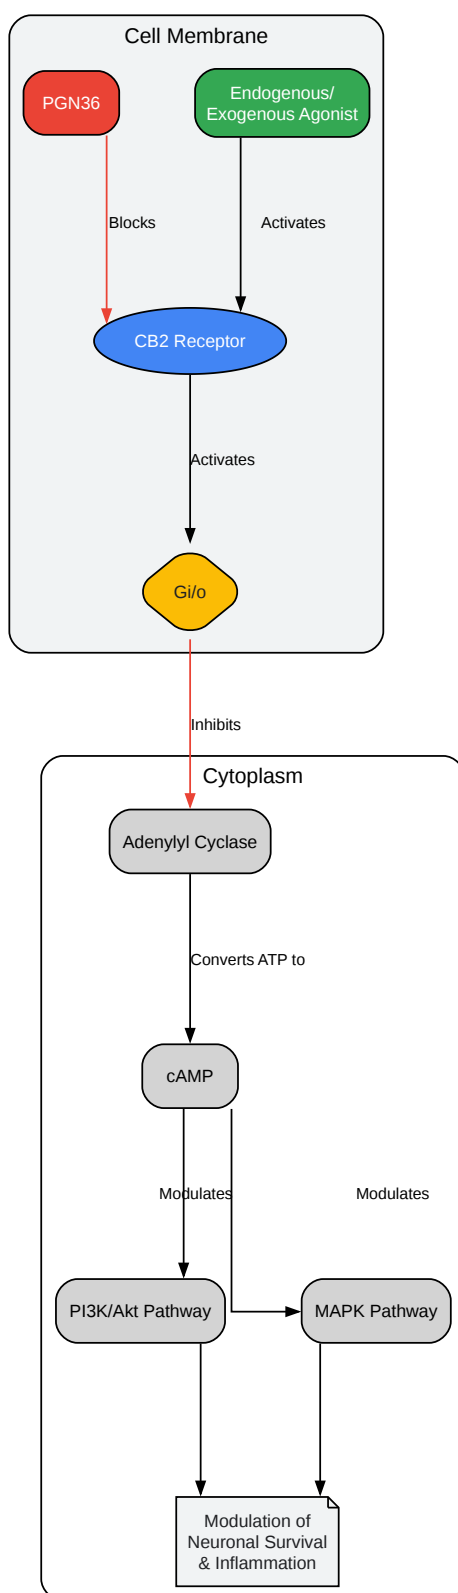 Cell Membrane
PGN36
Endogenous/
Exogenous Agonist
Blocks
Activates
CB2 Receptor
Activates
Gi/o
Inhibits
Cytoplasm
Adenylyl Cyclase
Converts ATP to
cAMP
Modulates
Modulates
PI3K/Akt Pathway
MAPK Pathway
Modulation of
Neuronal Survival
& Inflammation